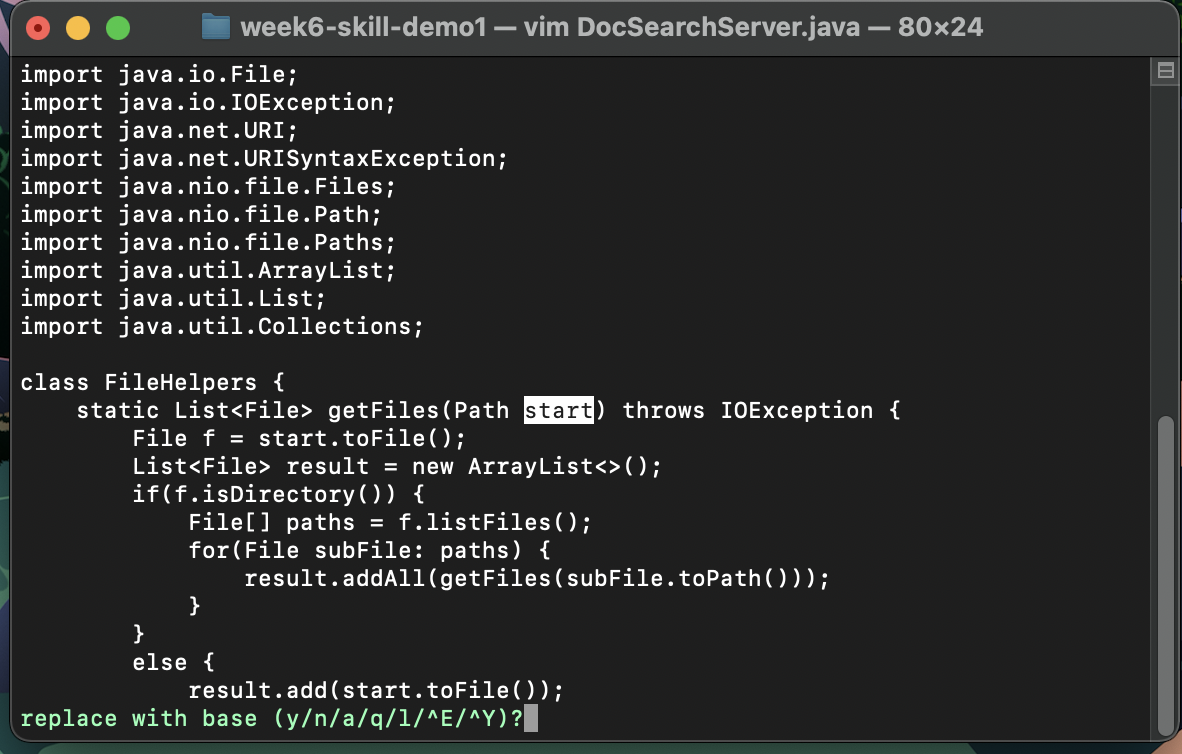 week6-skill-demo1 — vim DocSearchServer.java — 80×24
import java.io.File;
import java.io.IOException;
import java.net.URI;
import java.net.URISyntaxException;
import java.nio.file.Files;
import java.nio.file.Path;
import java.nio.file.Paths;
import java.util.ArrayList;
import java.util.List;
import java.util.Collections;

class FileHelpers {
    static List<File> getFiles(Path start) throws IOException {
        File f = start.toFile();
        List<File> result = new ArrayList<>();
        if(f.isDirectory()) {
            File[] paths = f.listFiles();
            for(File subFile: paths) {
                result.addAll(getFiles(subFile.toPath()));
            }
        }
        else {
            result.add(start.toFile());
replace with base (y/n/a/q/l/^E/^Y)?